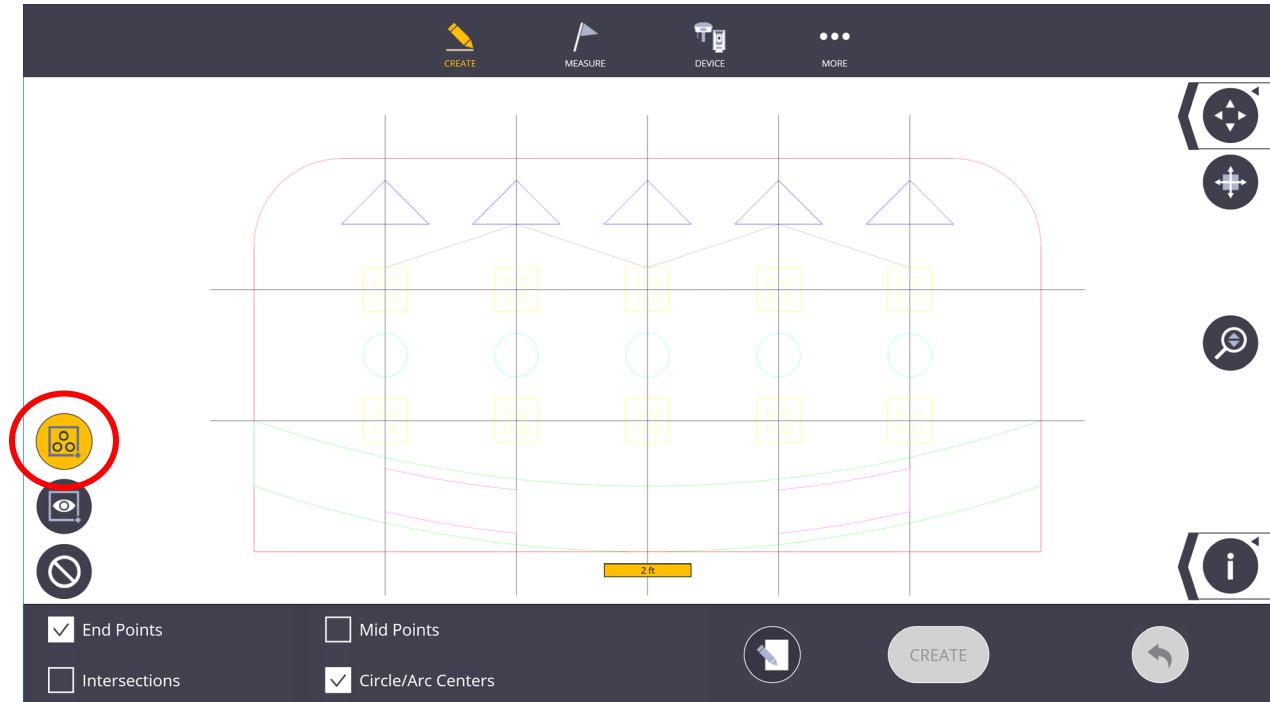 CREATE
MEASURE
DEVICE
MORE
2 ft
End Points
Mid Points
CREATE
Intersections
Circle/Arc Centers